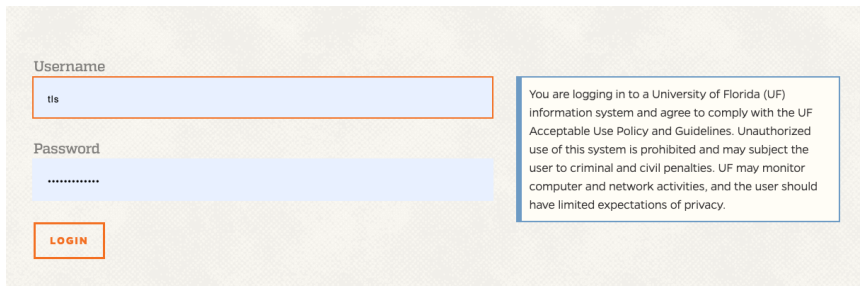 Username
tls
Password
•••••••••••••
LOGIN
You are logging in to a University of Florida (UF)
information system and agree to comply with the UF
Acceptable Use Policy and Guidelines. Unauthorized
use of this system is prohibited and may subject the
user to criminal and civil penalties. UF may monitor
computer and network activities, and the user should
have limited expectations of privacy.